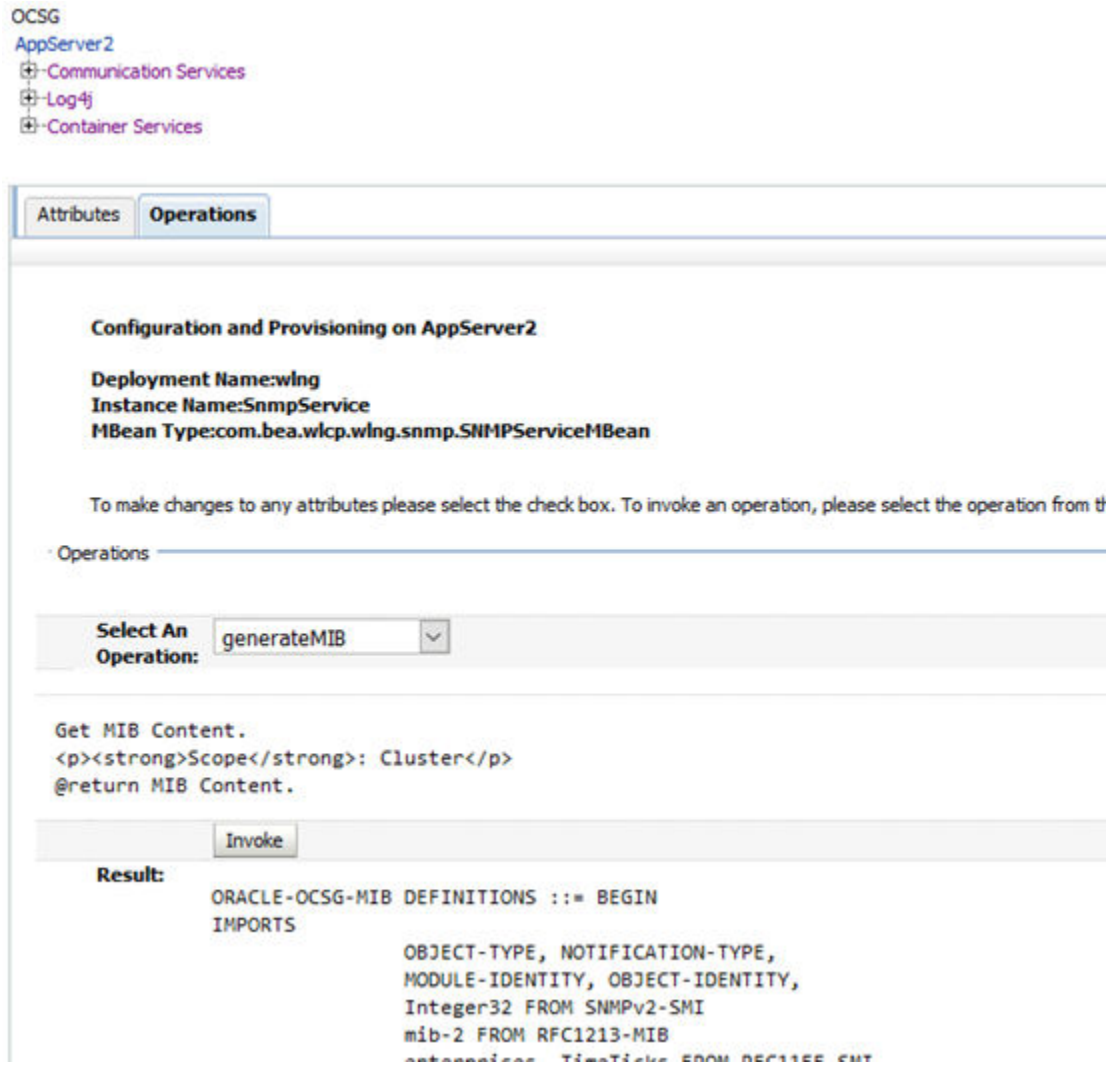 OCSG
AppServer2
Communication Services
Log4j
Container Services
Attributes Operations
Configuration and Provisioning on AppServer2
Deployment Name:wlng
Instance Name:SnmpService
MBean Type:com.bea.wlcp.wlng.snmp.SNMPServiceMBean
To make changes to any attributes please select the check box. To invoke an operation, please select the operation from
Operations
Select An
Operation: generateMIB
Get MIB Content.
<p><strong>Scope</strong>: Cluster</p>
@return MIB Content.
Invoke
Result:
ORACLE-OCSG-MIB DEFINITIONS ::= BEGIN
IMPORTS
OBJECT-TYPE, NOTIFICATION-TYPE,
MODULE-IDENTITY, OBJECT-IDENTITY,
Integer32 FROM SNMPv2-SMI
mib-2 FROM RFC1213-MIB